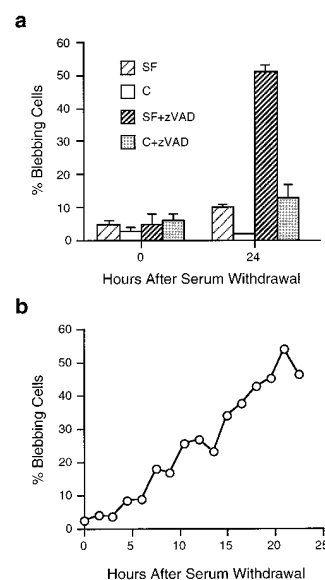 a
60
50
40
30
20
10
0
% Blebbing Cells
SF
C
SF+zVAD
C+zVAD
0 24
Hours After Serum Withdrawal
b
60
50
40
30
20
10
0
% Blebbing Cells
0 5 10 15 20 25
Hours After Serum Withdrawal